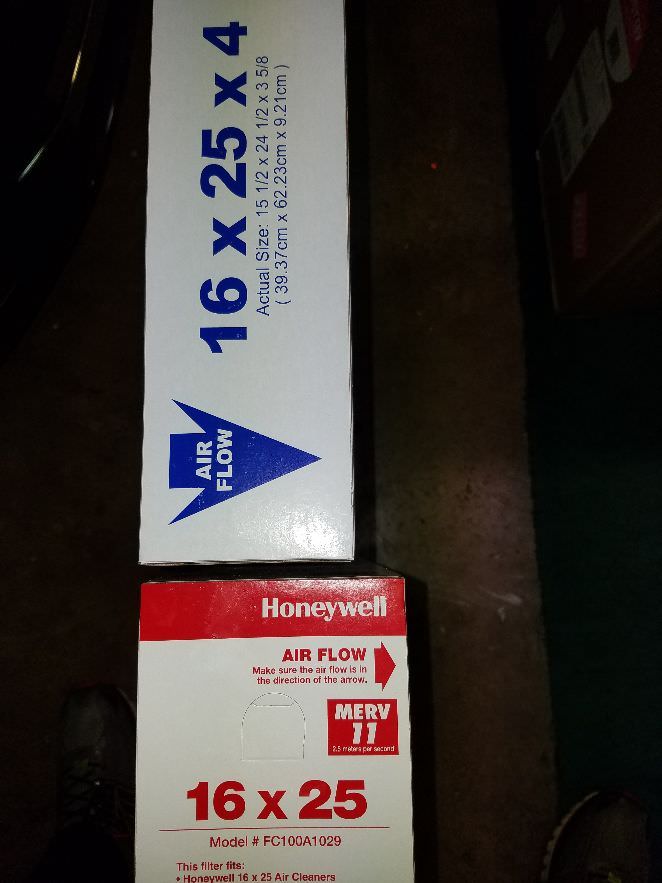 16 x 25 x 4
Actual Size: 15 1/2 x 24 1/2 x 3 5/8
( 39.37cm x 62.23cm x 9.21cm )
AIR
FLOW
Honeywell
AIR FLOW
Make sure the air flow is in
the direction of the arrow.
MERV
11
2.5 meters per second
16 x 25
Model # FC100A1029
This filter fits:
• Honeywell 16 x 25 Air Cleaners